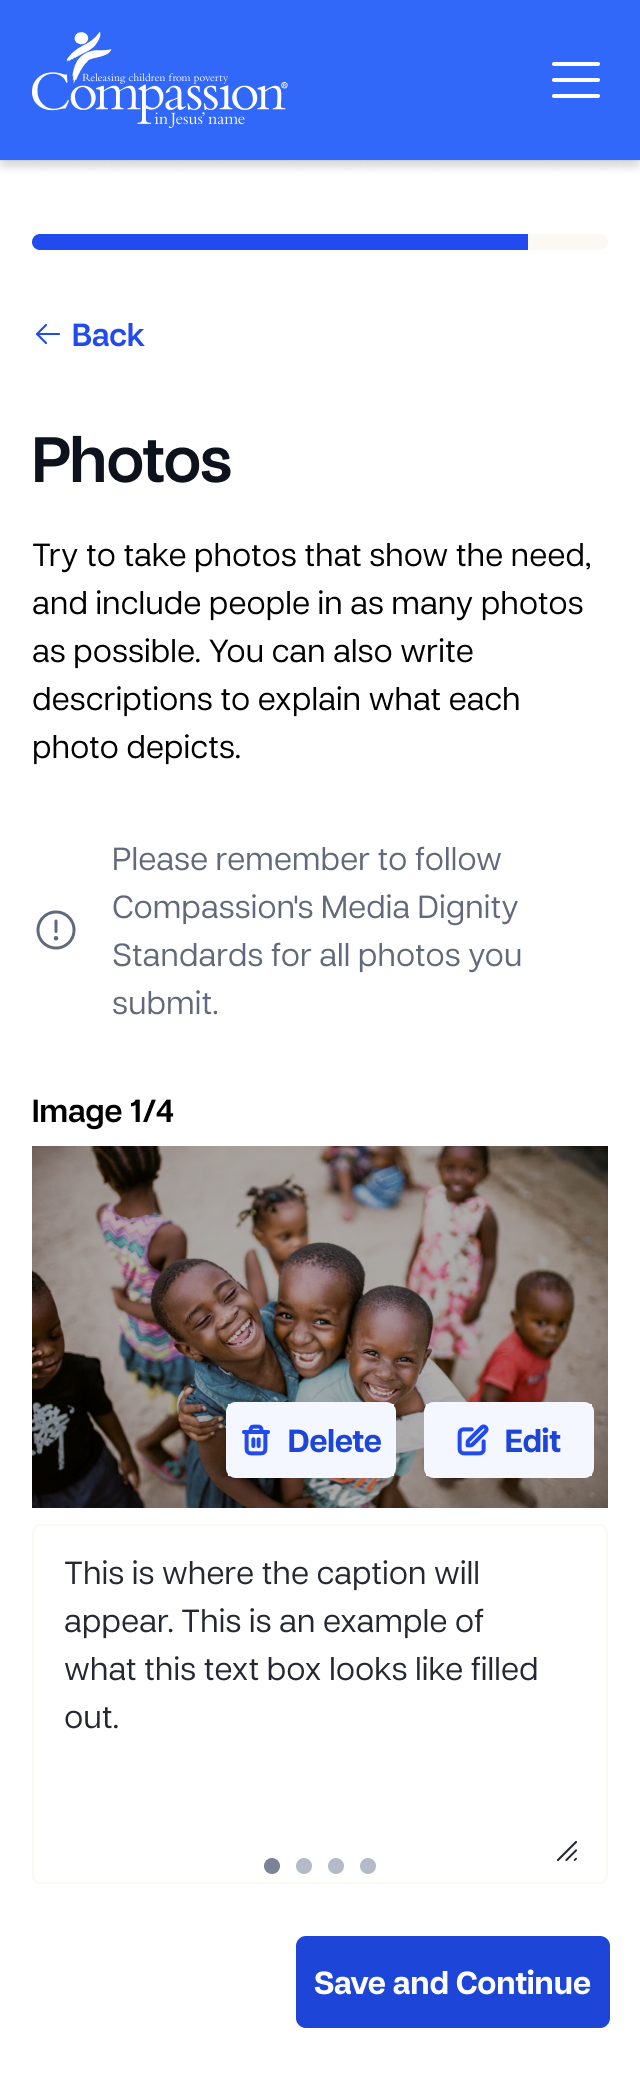 Releasing children from poverty
Compassion®
in Jesus' name
Back
Photos
Try to take photos that show the need,
and include people in as many photos
as possible. You can also write
descriptions to explain what each
photo depicts.
Please remember to follow
Compassion's Media Dignity
Standards for all photos you
submit.
Image 1/4
Delete
Edit
This is where the caption will
appear. This is an example of
what this text box looks like filled
out.
Save and Continue